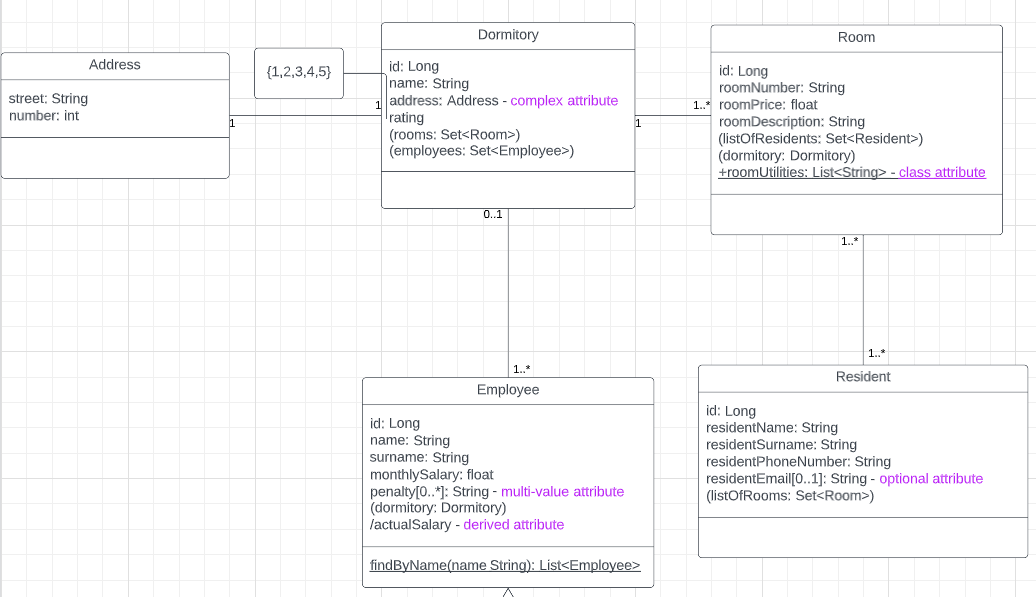 Address
street: String
number: int
1
{1,2,3,4,5}
1
Dormitory
id: Long
name: String
address: Address - complex attribute
rating
(rooms: Set<Room>)
(employees: Set<Employee>)
1
1..*
0..1
Room
id: Long
roomNumber: String
roomPrice: float
roomDescription: String
(listOfResidents: Set<Resident>)
(dormitory: Dormitory)
+roomUtilities: List<String> - class attribute
1..*
1..*
1..*
Employee
id: Long
name: String
surname: String
monthlySalary: float
penalty[0..*]: String - multi-value attribute
(dormitory: Dormitory)
/actualSalary - derived attribute
findByName(name String): List<Employee>
Resident
id: Long
residentName: String
residentSurname: String
residentPhoneNumber: String
residentEmail[0..1]: String - optional attribute
(listOfRooms: Set<Room>)